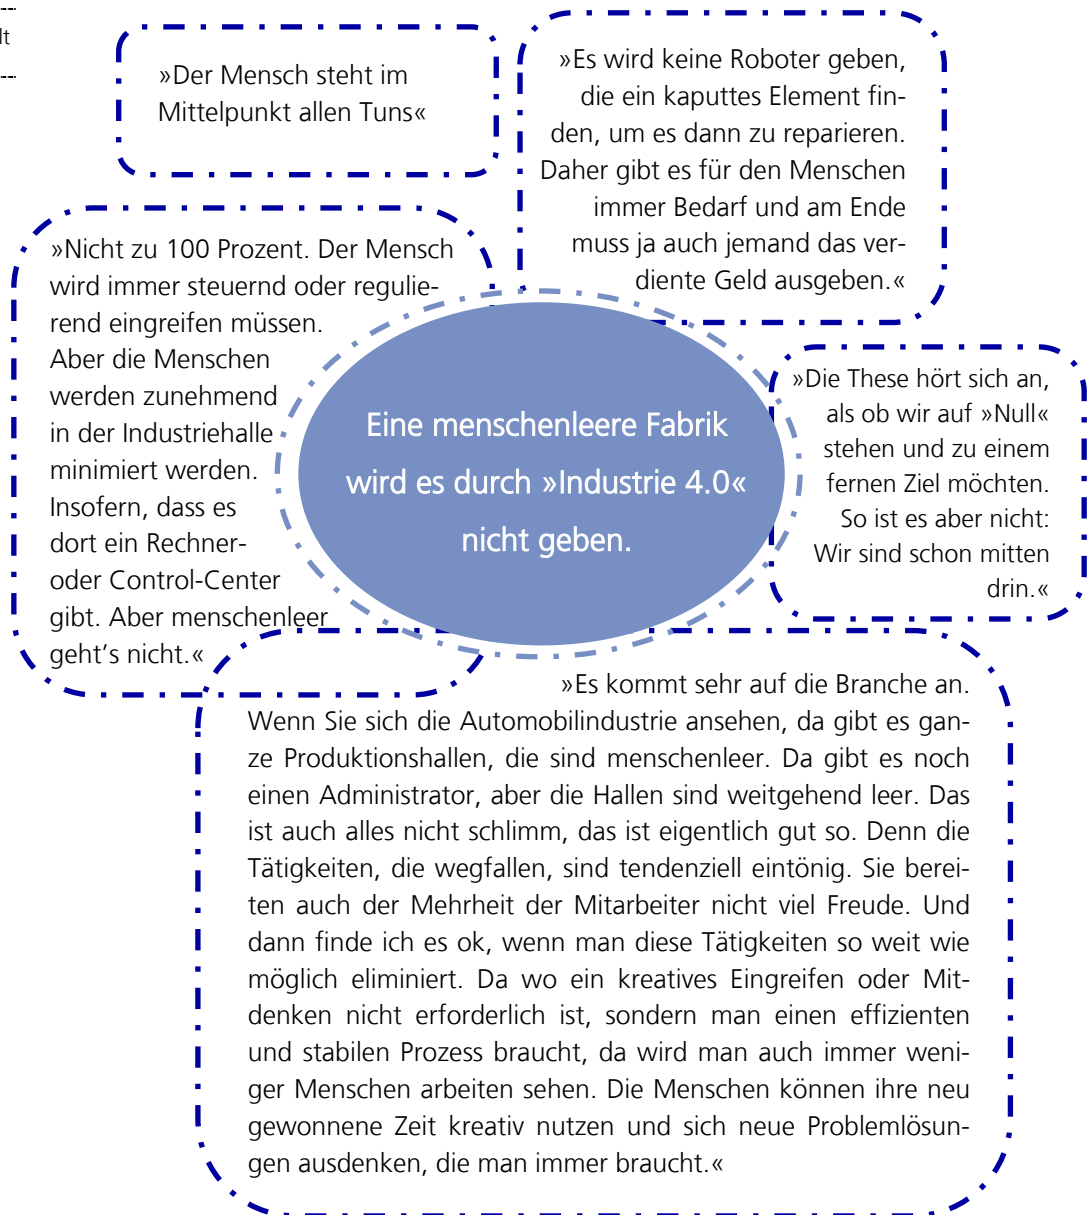 lt
»Der Mensch steht im
Mittelpunkt allen Tuns«
»Es wird keine Roboter geben,
die ein kaputtes Element fin-
den, um es dann zu reparieren.
Daher gibt es für den Menschen
immer Bedarf und am Ende
muss ja auch jemand das ver-
diente Geld ausgeben.«
»Nicht zu 100 Prozent. Der Mensch
wird immer steuernd oder regulie-
rend eingreifen müssen.
Aber die Menschen
werden zunehmend
in der Industriehalle
minimiert werden.
Insofern, dass es
dort ein Rechner-
oder Control-Center
gibt. Aber menschenleer
geht's nicht.«
Eine menschenleere Fabrik
wird es durch »Industrie 4.0«
nicht geben.
»Die These hört sich an,
als ob wir auf »Null«
stehen und zu einem
fernen Ziel möchten.
So ist es aber nicht:
Wir sind schon mitten
drin.«
»Es kommt sehr auf die Branche an.
Wenn Sie sich die Automobilindustrie ansehen, da gibt es gan-
ze Produktionshallen, die sind menschenleer. Da gibt es noch
einen Administrator, aber die Hallen sind weitgehend leer. Das
ist auch alles nicht schlimm, das ist eigentlich gut so. Denn die
Tätigkeiten, die wegfallen, sind tendenziell eintönig. Sie berei-
ten auch der Mehrheit der Mitarbeiter nicht viel Freude. Und
dann finde ich es ok, wenn man diese Tätigkeiten so weit wie
möglich eliminiert. Da wo ein kreatives Eingreifen oder Mit-
denken nicht erforderlich ist, sondern man einen effizienten
und stabilen Prozess braucht, da wird man auch immer weni-
ger Menschen arbeiten sehen. Die Menschen können ihre neu
gewonnene Zeit kreativ nutzen und sich neue Problemlösun-
gen ausdenken, die man immer braucht.«